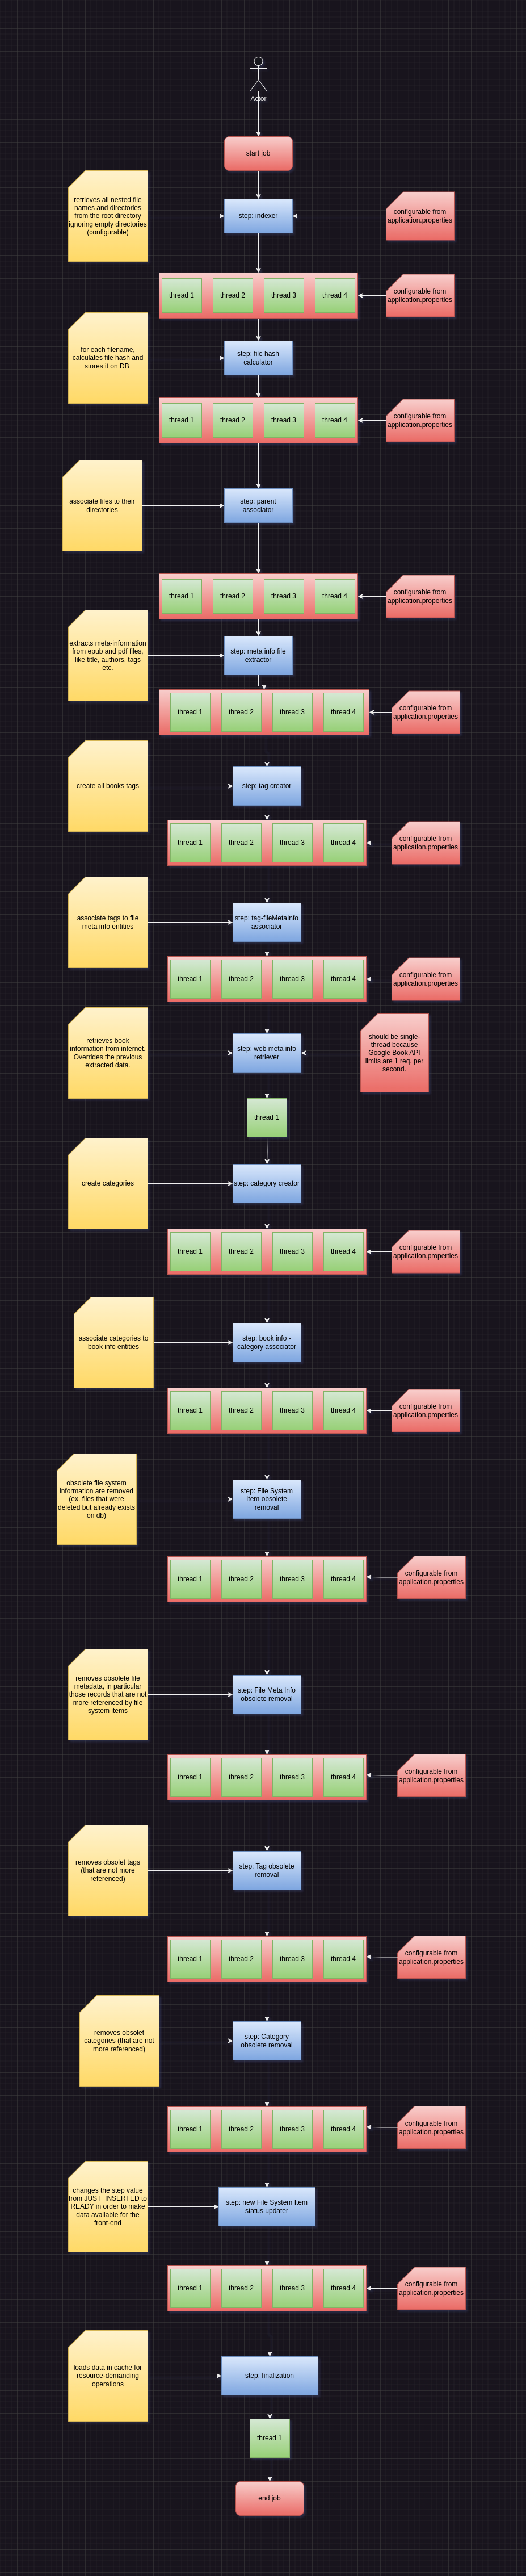 Actor
start job
retrieves all nested file
names and directories
from the root directory
ignoring empty directories
(configurable)
step: indexer
configurable from
application.properties
thread 1
thread 2
thread 3
thread 4
configurable from
application.properties
for each filename,
calculates file hash and
stores it on DB
step: file hash
calculator
thread 1
thread 2
thread 3
thread 4
configurable from
application.properties
associate files to their
directories
step: parent
associator
thread 1
thread 2
thread 3
thread 4
configurable from
application.properties
extracts meta-information
from epub and pdf files,
like title, authors, tags
etc.
step: meta info file
extractor
thread 1
thread 2
thread 3
thread 4
configurable from
application.properties
create all books tags
step: tag creator
thread 1
thread 2
thread 3
thread 4
configurable from
application.properties
associate tags to file
meta info entities
step: tag-fileMetaInfo
associator
thread 1
thread 2
thread 3
thread 4
configurable from
application.properties
retrieves book
information from internet.
Overrides the previous
extracted data.
step: web meta info
retriever
should be single-
thread because
Google Book API
limits are 1 req. per
second.
thread 1
create categories
step: category creator
thread 1
thread 2
thread 3
thread 4
configurable from
application.properties
associate categories to
book info entities
step: book info -
category associator
thread 1
thread 2
thread 3
thread 4
configurable from
application.properties
obsolete file system
information are removed
(ex. files that were
deleted but already exists
on db)
step: File System
Item obsolete
removal
thread 1
thread 2
thread 3
thread 4
configurable from
application.properties
removes obsolete file
metadata, in particular
those records that are not
more referenced by file
system items
step: File Meta Info
obsolete removal
thread 1
thread 2
thread 3
thread 4
configurable from
application.properties
removes obsolet tags
(that are not more
referenced)
step: Tag obsolete
removal
thread 1
thread 2
thread 3
thread 4
configurable from
application.properties
removes obsolet
categories (that are not
more referenced)
step: Category
obsolete removal
thread 1
thread 2
thread 3
thread 4
configurable from
application.properties
changes the step value
from JUST_INSERTED to
READY in order to make
data available for the
front-end
step: new File System Item
status updater
thread 1
thread 2
thread 3
thread 4
configurable from
application.properties
loads data in cache for
resource-demanding
operations
step: finalization
thread 1
end job